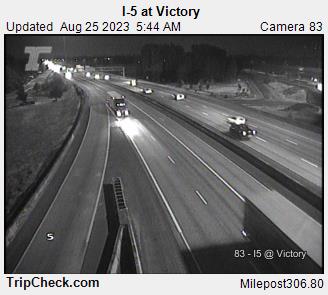 I-5 at Victory
Updated Aug 25 2023 5:44 AM Camera 83
S
83 - I5 @ Victory
TripCheck.com Milepost306.80